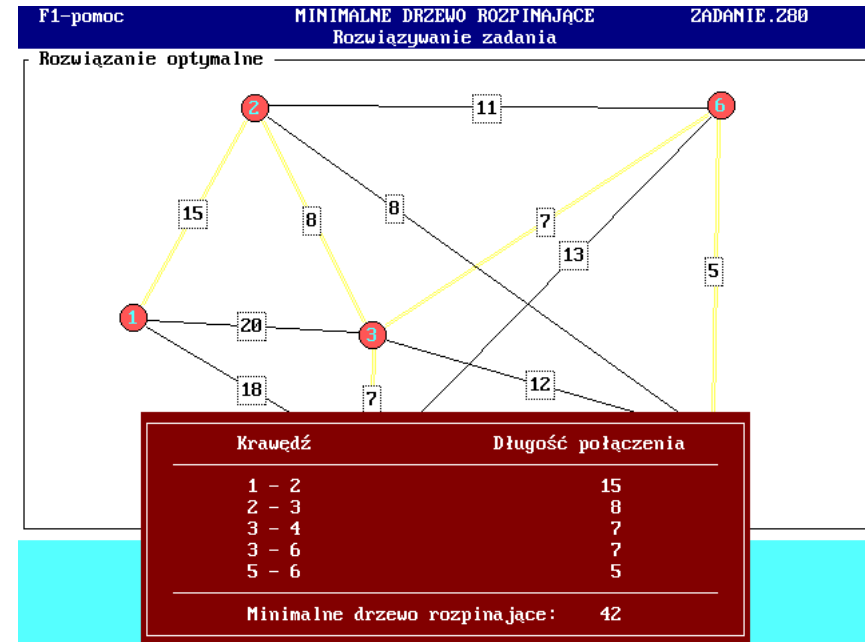 F1-pomoc MINIMALNE DRZEWO ROZPINAJĄCE ZADANIE.Z80
Rozwiązywanie zadania
Rozwiązanie optymalne
2 11 6
15 8 8 7
13
5
1 20 3
18 7 12
Krawędź Długość połączenia
1 - 2 15
2 - 3 8
3 - 4 7
3 - 6 7
5 - 6 5
Minimalne drzewo rozpinające: 42